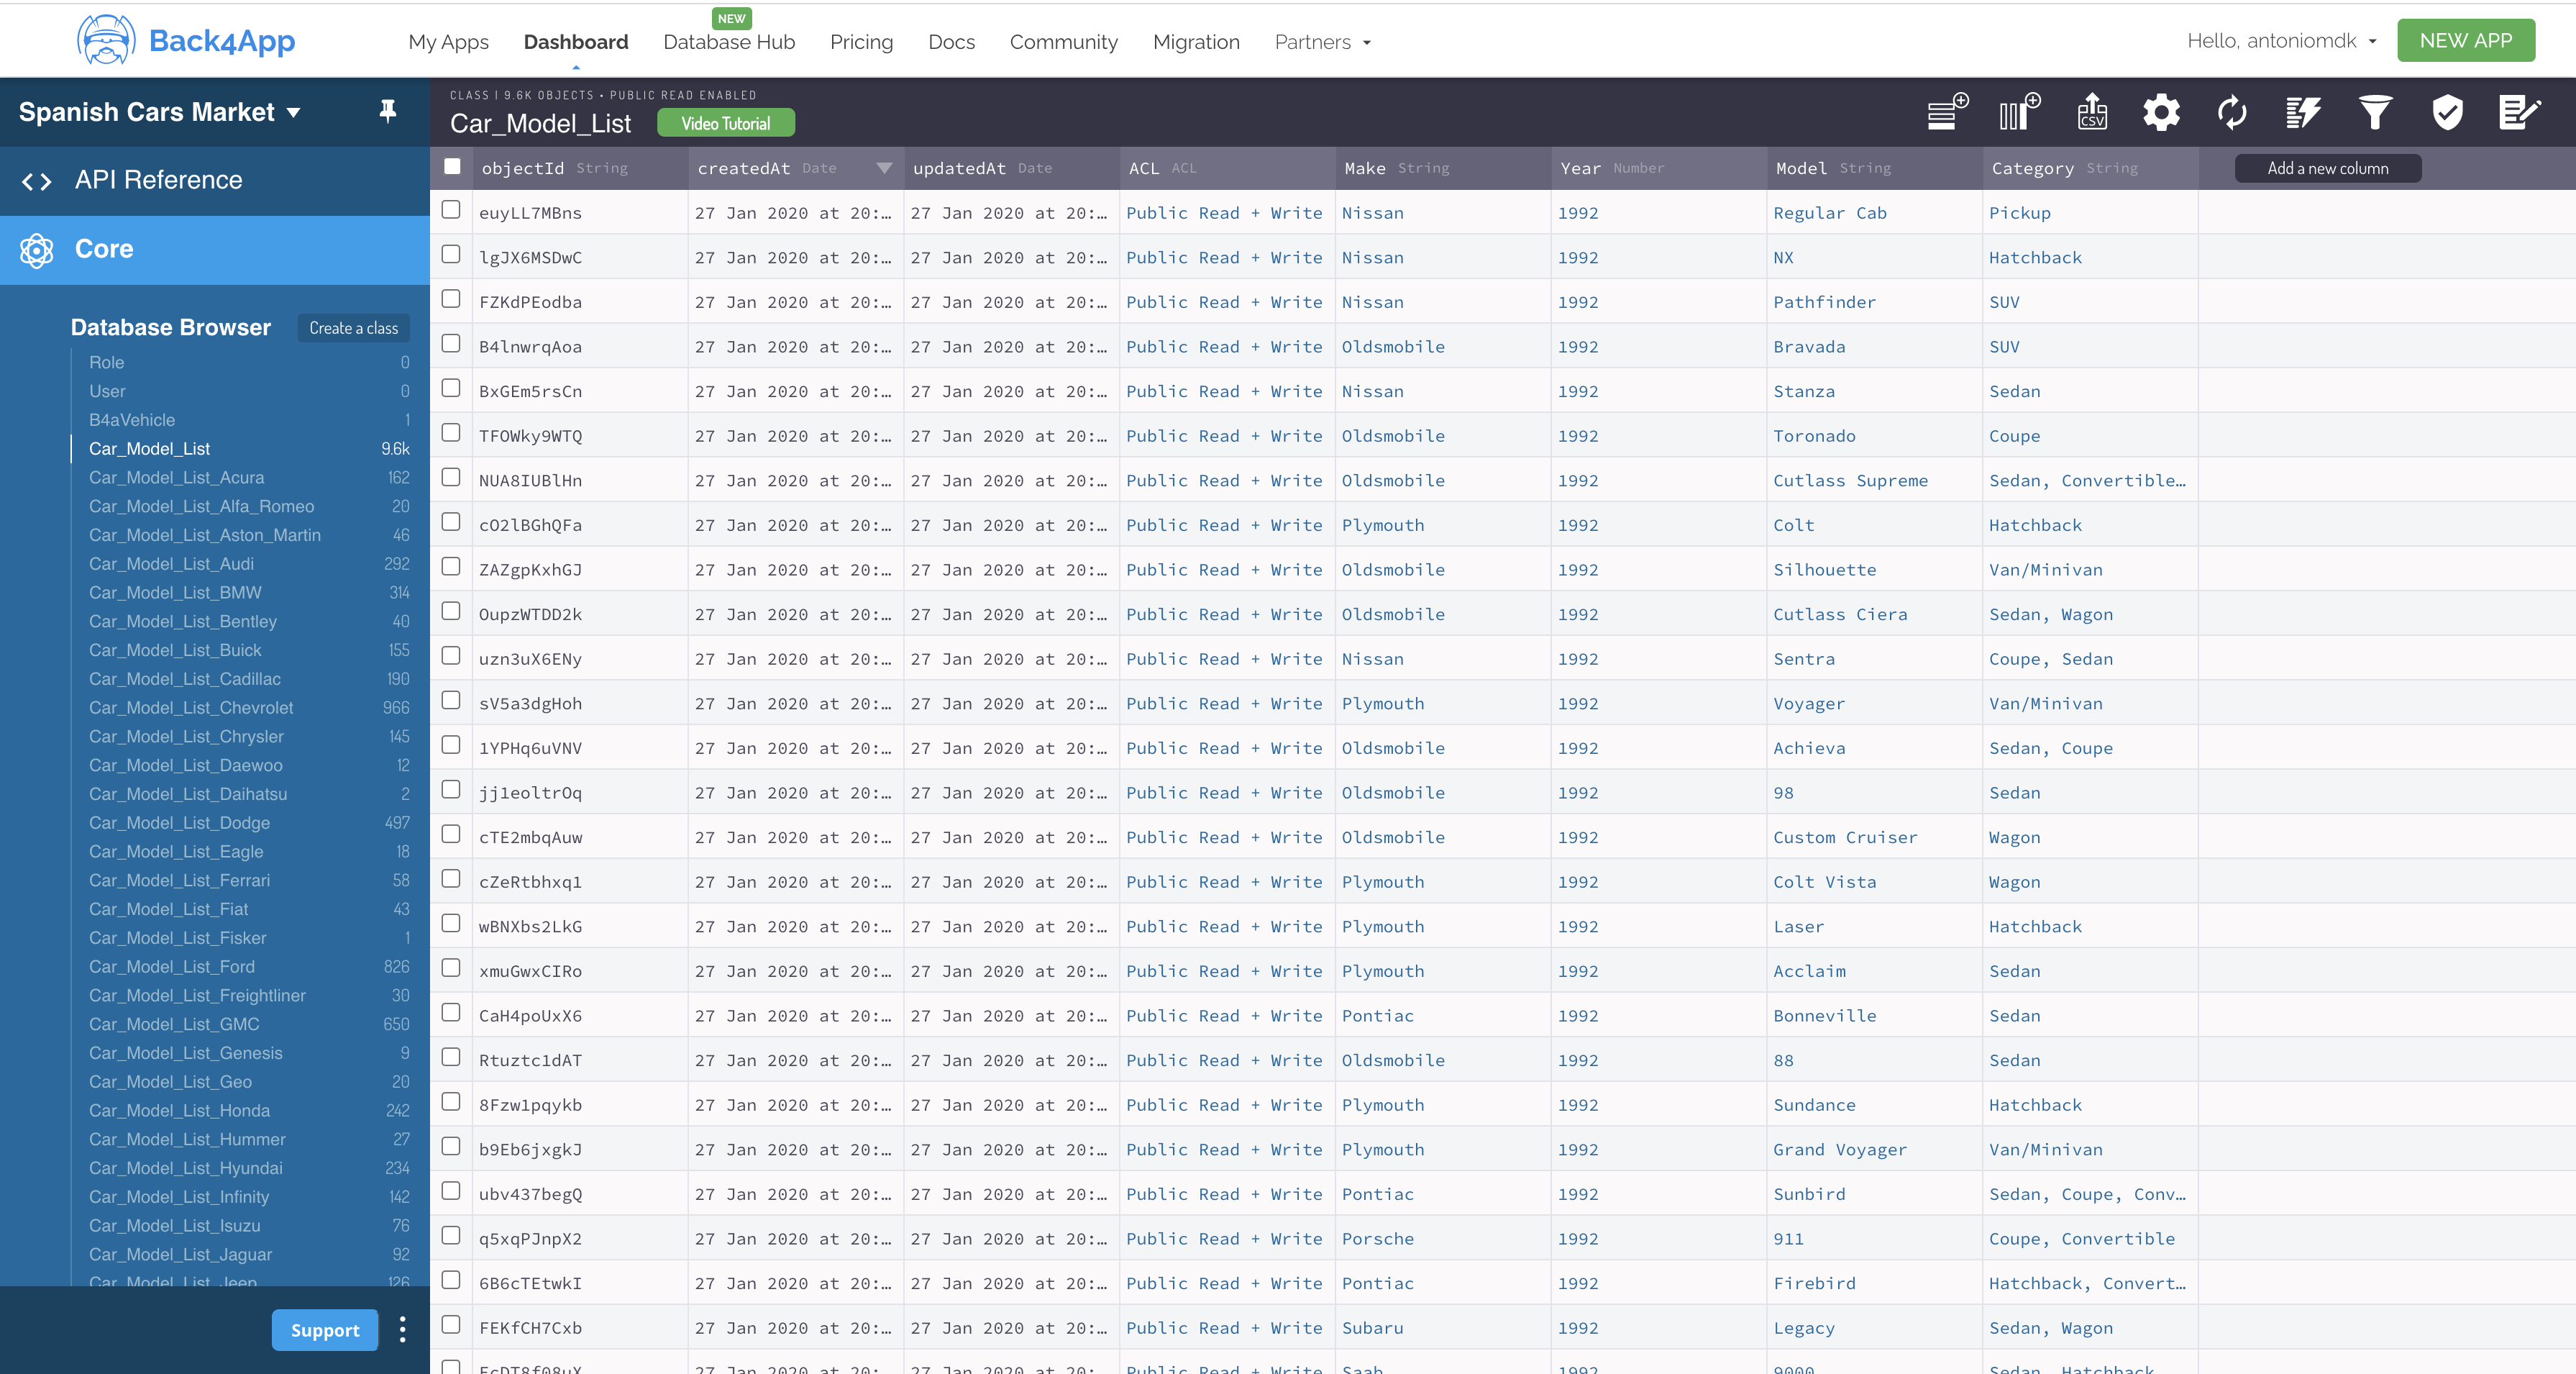 Back4App
My Apps Dashboard NEW Database Hub Pricing Docs Community Migration Partners Hello, antoniomdk NEW APP
Spanish Cars Market
API Reference
Core
Database Browser Create a class
Role 0
User 0
B4aVehicle 1
Car_Model_List 9.6k
Car_Model_List_Acura 162
Car_Model_List_Alfa_Romeo 20
Car_Model_List_Aston_Martin 46
Car_Model_List_Audi 292
Car_Model_List_BMW 314
Car_Model_List_Bentley 40
Car_Model_List_Buick 155
Car_Model_List_Cadillac 190
Car_Model_List_Chevrolet 966
Car_Model_List_Chrysler 145
Car_Model_List_Daewoo 12
Car_Model_List_Daihatsu 2
Car_Model_List_Dodge 497
Car_Model_List_Eagle 18
Car_Model_List_Ferrari 58
Car_Model_List_Fiat 43
Car_Model_List_Fisker 1
Car_Model_List_Ford 826
Car_Model_List_Freightliner 30
Car_Model_List_GMC 650
Car_Model_List_Genesis 9
Car_Model_List_Geo 20
Car_Model_List_Honda 242
Car_Model_List_Hummer 27
Car_Model_List_Hyundai 234
Car_Model_List_Infinity 142
Car_Model_List_Isuzu 76
Car_Model_List_Jaguar 92
Car_Model_List_Jeep 126
Support
CLASS | 9.6K OBJECTS • PUBLIC READ ENABLED
Car_Model_List Video Tutorial CSV
objectId String createdAt Date updatedAt Date ACL ACL Make String Year Number Model String Category String Add a new column
euyLL7MBns 27 Jan 2020 at 20:… 27 Jan 2020 at 20:… Public Read + Write Nissan 1992 Regular Cab Pickup
lgJX6MSDwC 27 Jan 2020 at 20:… 27 Jan 2020 at 20:… Public Read + Write Nissan 1992 NX Hatchback
FZKdPEodba 27 Jan 2020 at 20:… 27 Jan 2020 at 20:… Public Read + Write Nissan 1992 Pathfinder SUV
B4lnwrqAoa 27 Jan 2020 at 20:… 27 Jan 2020 at 20:… Public Read + Write Oldsmobile 1992 Bravada SUV
BxGEm5rsCn 27 Jan 2020 at 20:… 27 Jan 2020 at 20:… Public Read + Write Nissan 1992 Stanza Sedan
TFOWky9WTQ 27 Jan 2020 at 20:… 27 Jan 2020 at 20:… Public Read + Write Oldsmobile 1992 Toronado Coupe
NUA8IUBlHn 27 Jan 2020 at 20:… 27 Jan 2020 at 20:… Public Read + Write Oldsmobile 1992 Cutlass Supreme Sedan, Convertible…
cO2lBGhQFa 27 Jan 2020 at 20:… 27 Jan 2020 at 20:… Public Read + Write Plymouth 1992 Colt Hatchback
ZAZgpKxhGJ 27 Jan 2020 at 20:… 27 Jan 2020 at 20:… Public Read + Write Oldsmobile 1992 Silhouette Van/Minivan
OupzWTDD2k 27 Jan 2020 at 20:… 27 Jan 2020 at 20:… Public Read + Write Oldsmobile 1992 Cutlass Ciera Sedan, Wagon
uzn3uX6ENy 27 Jan 2020 at 20:… 27 Jan 2020 at 20:… Public Read + Write Nissan 1992 Sentra Coupe, Sedan
sV5a3dgHoh 27 Jan 2020 at 20:… 27 Jan 2020 at 20:… Public Read + Write Plymouth 1992 Voyager Van/Minivan
1YPHq6uVNV 27 Jan 2020 at 20:… 27 Jan 2020 at 20:… Public Read + Write Oldsmobile 1992 Achieva Sedan, Coupe
jj1eoltrOq 27 Jan 2020 at 20:… 27 Jan 2020 at 20:… Public Read + Write Oldsmobile 1992 98 Sedan
cTE2mbqAuw 27 Jan 2020 at 20:… 27 Jan 2020 at 20:… Public Read + Write Oldsmobile 1992 Custom Cruiser Wagon
cZeRtbhxq1 27 Jan 2020 at 20:… 27 Jan 2020 at 20:… Public Read + Write Plymouth 1992 Colt Vista Wagon
wBNXbs2LkG 27 Jan 2020 at 20:… 27 Jan 2020 at 20:… Public Read + Write Plymouth 1992 Laser Hatchback
xmuGwxCIRo 27 Jan 2020 at 20:… 27 Jan 2020 at 20:… Public Read + Write Plymouth 1992 Acclaim Sedan
CaH4poUxX6 27 Jan 2020 at 20:… 27 Jan 2020 at 20:… Public Read + Write Pontiac 1992 Bonneville Sedan
Rtuztc1dAT 27 Jan 2020 at 20:… 27 Jan 2020 at 20:… Public Read + Write Oldsmobile 1992 88 Sedan
8Fzw1pqykb 27 Jan 2020 at 20:… 27 Jan 2020 at 20:… Public Read + Write Plymouth 1992 Sundance Hatchback
b9Eb6jxgkJ 27 Jan 2020 at 20:… 27 Jan 2020 at 20:… Public Read + Write Plymouth 1992 Grand Voyager Van/Minivan
ubv437begQ 27 Jan 2020 at 20:… 27 Jan 2020 at 20:… Public Read + Write Pontiac 1992 Sunbird Sedan, Coupe, Conv…
q5xqPJnpX2 27 Jan 2020 at 20:… 27 Jan 2020 at 20:… Public Read + Write Porsche 1992 911 Coupe, Convertible
6B6cTEtwkI 27 Jan 2020 at 20:… 27 Jan 2020 at 20:… Public Read + Write Pontiac 1992 Firebird Hatchback, Convert…
FEKfCH7Cxb 27 Jan 2020 at 20:… 27 Jan 2020 at 20:… Public Read + Write Subaru 1992 Legacy Sedan, Wagon
27 Jan 2020 at 20:… 27 Jan 2020 at 20:… Public Read + Write Saab 1992 9000 Sedan, Hatchback